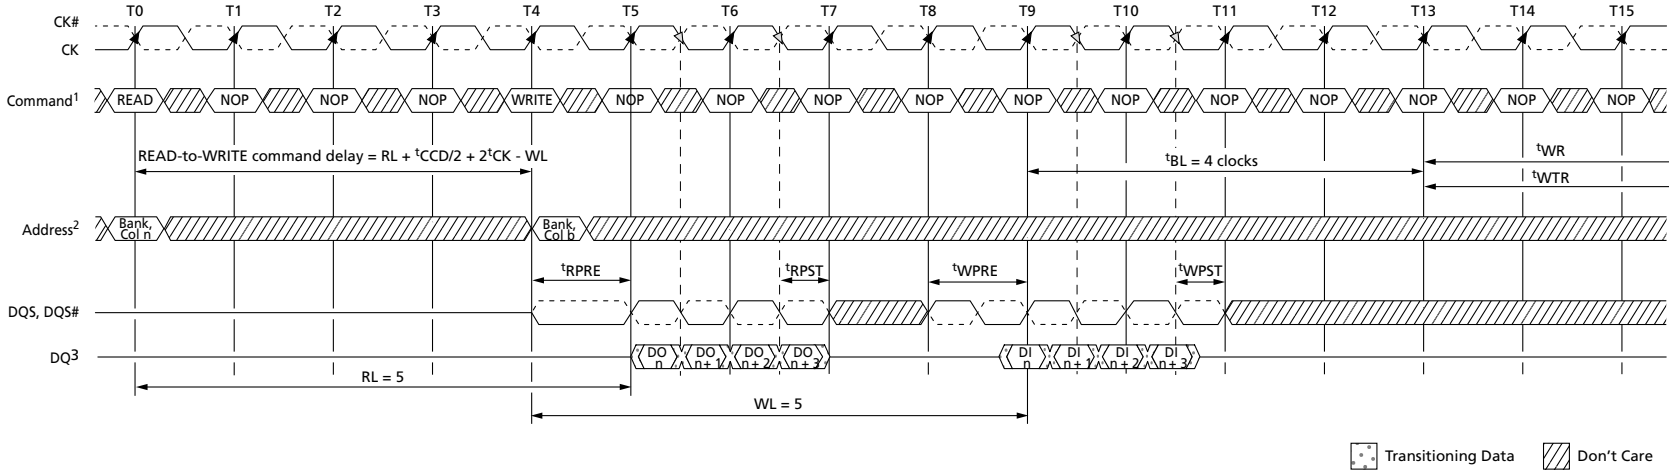 T0 T1 T2 T3 T4 T5 T6 T7 T8 T9 T10 T11 T12 T13 T14 T15
CK#
CK
Command1 READ NOP NOP NOP WRITE NOP NOP NOP NOP NOP NOP NOP NOP NOP NOP NOP
READ-to-WRITE command delay = RL + tCCD/2 + 2tCK - WL
tBL = 4 clocks
tWR
tWTR
Address2
Bank,
Col n
Bank,
Col b
tRPRE tRPST tWPRE tWPST
DQS, DQS#
DQ3
DO
n
DO
n + 1
DO
n + 2
DO
n + 3
DI
n
DI
n + 1
DI
n + 2
DI
n + 3
RL = 5
WL = 5
Transitioning Data Don't Care